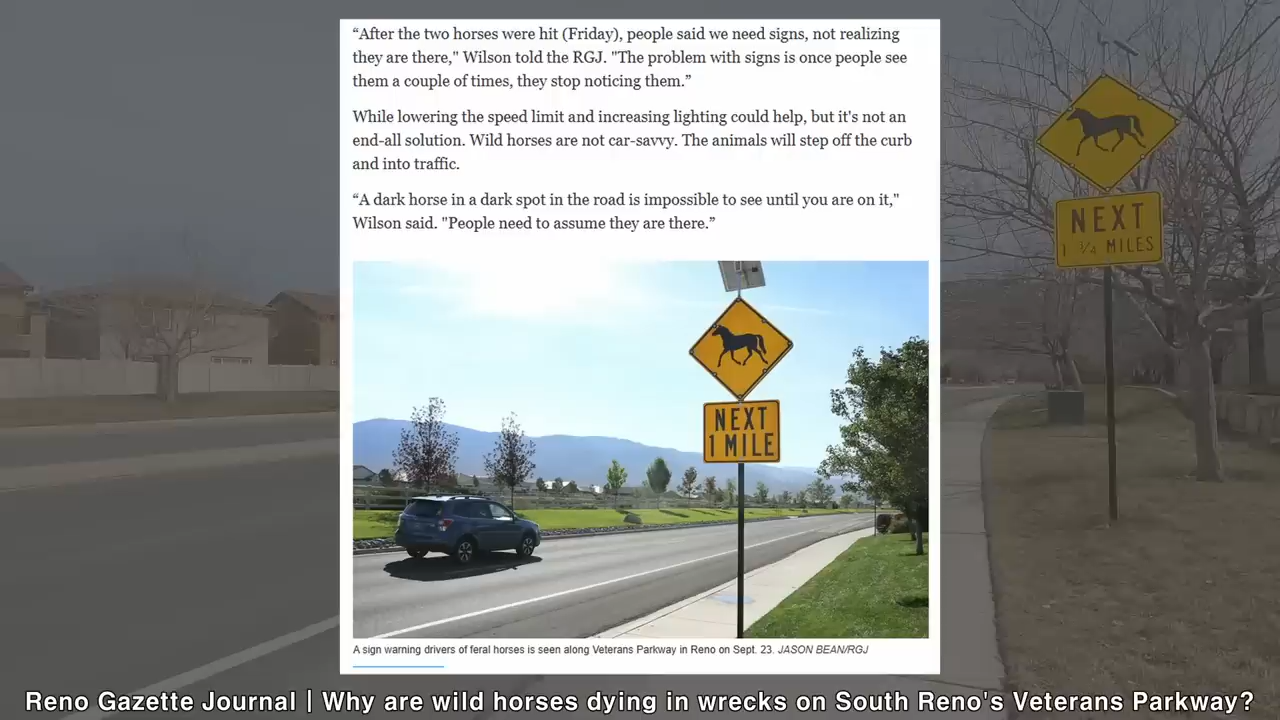 “After the two horses were hit (Friday), people said we need signs, not realizing
they are there," Wilson told the RGJ. "The problem with signs is once people see
them a couple of times, they stop noticing them.”
While lowering the speed limit and increasing lighting could help, but it's not an
end-all solution. Wild horses are not car-savvy. The animals will step off the curb
and into traffic.
“A dark horse in a dark spot in the road is impossible to see until you are on it,"
Wilson said. "People need to assume they are there.”
NEXT
1 MILE
A sign warning drivers of feral horses is seen along Veterans Parkway in Reno on Sept. 23. JASON BEAN/RGJ
NEXT
1 ¾ MILES
Reno Gazette Journal | Why are wild horses dying in wrecks on South Reno's Veterans Parkway?